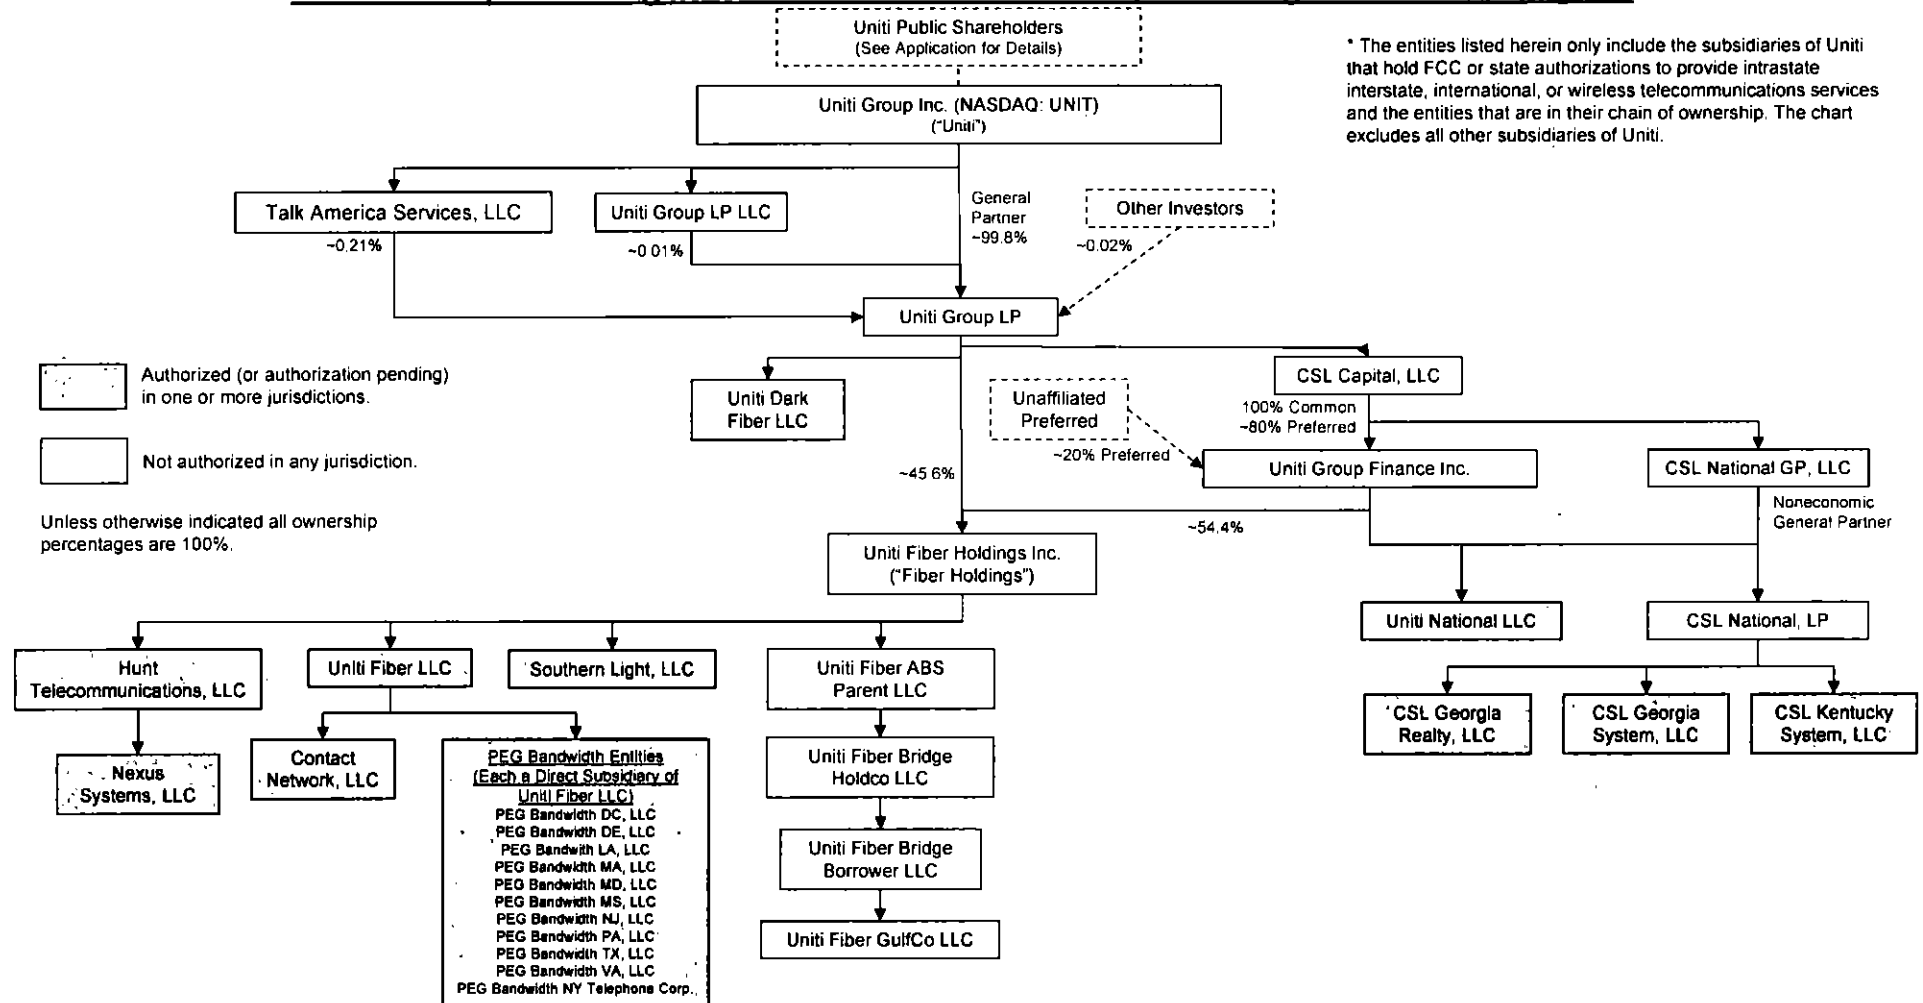 Uniti Public Shareholders
(See Application for Details)
* The entities listed herein only include the subsidiaries of Uniti
that hold FCC or state authorizations to provide intrastate
interstate, international, or wireless telecommunications services
and the entities that are in their chain of ownership. The chart
excludes all other subsidiaries of Uniti.
Uniti Group Inc. (NASDAQ: UNIT)
("Uniti")
Talk America Services, LLC
Uniti Group LP LLC
General
Partner
~99.8%
Other Investors
~0.21%
~0.01%
~0.02%
Uniti Group LP
Authorized (or authorization pending)
in one or more jurisdictions.
Not authorized in any jurisdiction.
Unless otherwise indicated all ownership
percentages are 100%.
Uniti Dark
Fiber LLC
CSL Capital, LLC
Unaffiliated
Preferred
100% Common
~80% Preferred
~20% Preferred
~45.6%
Uniti Group Finance Inc.
CSL National GP, LLC
Noneconomic
General Partner
~54.4%
Uniti Fiber Holdings Inc.
("Fiber Holdings")
Uniti National LLC
CSL National, LP
Hunt
Telecommunications, LLC
Uniti Fiber LLC
Southern Light, LLC
Uniti Fiber ABS
Parent LLC
CSL Georgia
Realty, LLC
CSL Georgia
System, LLC
CSL Kentucky
System, LLC
Nexus
Systems, LLC
Contact
Network, LLC
PEG Bandwidth Entities
(Each a Direct Subsidiary of
Uniti Fiber LLC)
PEG Bandwidth DC, LLC
PEG Bandwidth DE, LLC
PEG Bandwith LA, LLC
PEG Bandwidth MA, LLC
PEG Bandwidth MD, LLC
PEG Bandwidth MS, LLC
PEG Bandwidth NJ, LLC
PEG Bandwidth PA, LLC
PEG Bandwidth TX, LLC
PEG Bandwidth VA, LLC
PEG Bandwidth NY Telephone Corp.
Uniti Fiber Bridge
Holdco LLC
Uniti Fiber Bridge
Borrower LLC
Uniti Fiber GulfCo LLC